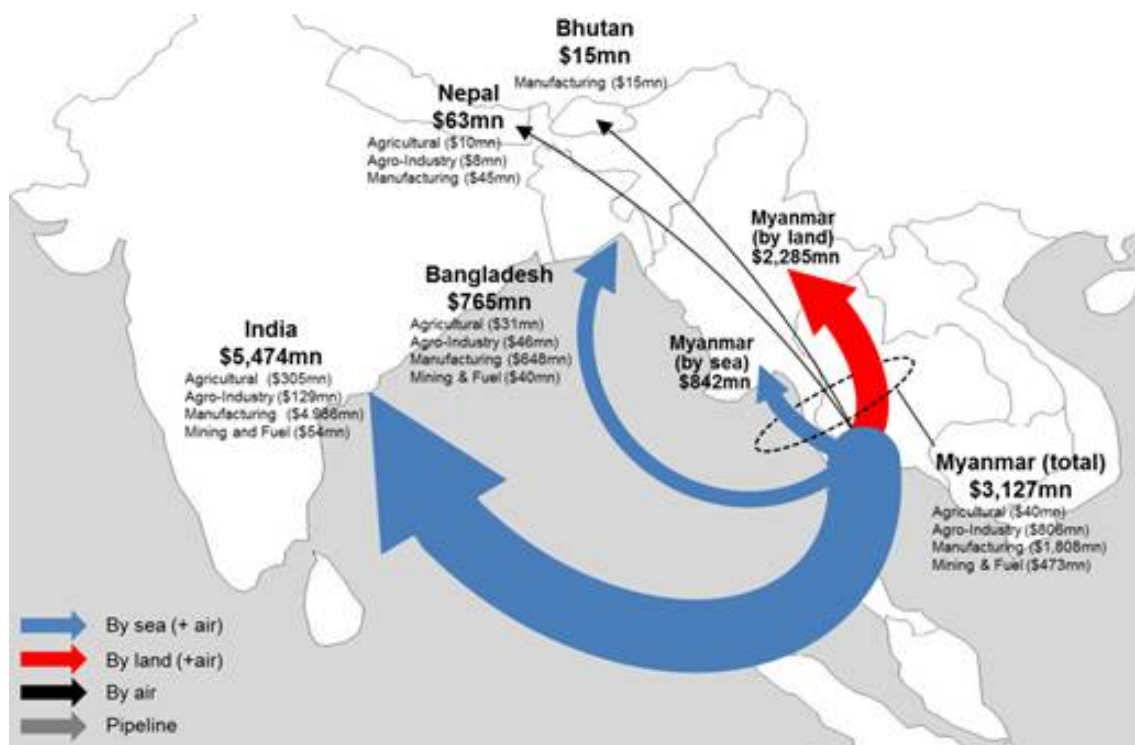 Bhutan
$15mn
Manufacturing ($15mn)
Nepal
$63mn
Agricultural ($10mn)
Agro-Industry ($8mn)
Manufacturing ($45mn)
Myanmar
(by land)
$2,285mn
Bangladesh
$765mn
Agricultural ($31mn)
Agro-Industry ($46mn)
Manufacturing ($648mn)
Mining & Fuel ($40mn)
Myanmar
(by sea)
$842mn
India
$5,474mn
Agricultural ($305mn)
Agro-Industry ($129mn)
Manufacturing ($4.986mn)
Mining and Fuel ($54mn)
Myanmar (total)
$3,127mn
Agricultural ($40mn)
Agro-Industry ($806mn)
Manufacturing ($1,808mn)
Mining & Fuel ($473mn)
By sea (+ air)
By land (+air)
By air
Pipeline